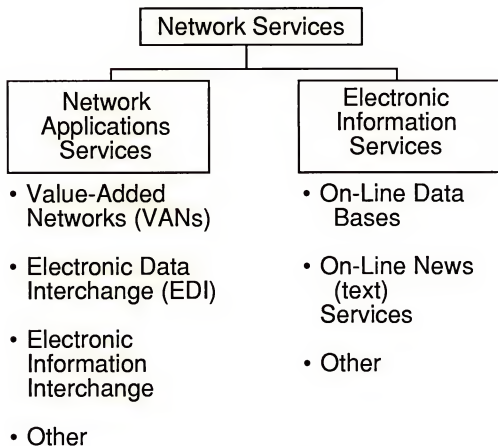 Network Services
Network
Applications
Services
• Value-Added
Networks (VANs)
• Electronic Data
Interchange (EDI)
• Electronic
Information
Interchange
• Other
Electronic
Information
Services
• On-Line Data
Bases
• On-Line News
(text)
Services
• Other